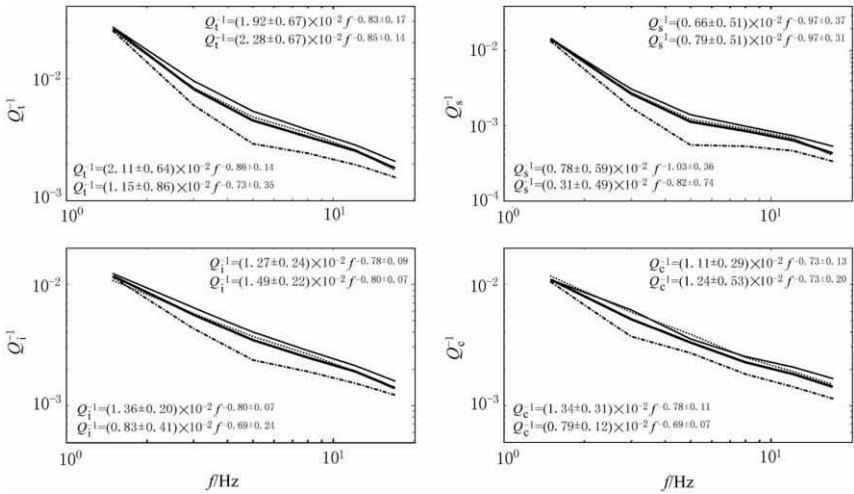 Q_t^{-1}=(1.92±0.67)×10^{-2} f^{-0.83±0.17}
Q_t^{-1}=(2.28±0.67)×10^{-2} f^{-0.85±0.14}
10^{-2}
Q_t^{-1}
Q_t^{-1}=(2.11±0.64)×10^{-2} f^{-0.86±0.14}
Q_t^{-1}=(1.15±0.86)×10^{-2} f^{-0.73±0.35}
10^{-3}
10^0
10^1
Q_s^{-1}=(0.66±0.51)×10^{-2} f^{-0.97±0.37}
Q_s^{-1}=(0.79±0.51)×10^{-2} f^{-0.97±0.31}
10^{-2}
Q_s^{-1}
10^{-3}
Q_s^{-1}=(0.78±0.59)×10^{-2} f^{-1.03±0.36}
Q_s^{-1}=(0.31±0.49)×10^{-2} f^{-0.82±0.74}
10^{-4}
10^0
10^1
Q_i^{-1}=(1.27±0.24)×10^{-2} f^{-0.78±0.09}
Q_i^{-1}=(1.49±0.22)×10^{-2} f^{-0.80±0.07}
10^{-2}
Q_i^{-1}
10^{-3}
Q_i^{-1}=(1.36±0.20)×10^{-2} f^{-0.80±0.07}
Q_i^{-1}=(0.83±0.41)×10^{-2} f^{-0.69±0.24}
10^0
10^1
f/Hz
Q_c^{-1}=(1.11±0.29)×10^{-2} f^{-0.73±0.13}
Q_c^{-1}=(1.24±0.53)×10^{-2} f^{-0.73±0.20}
10^{-2}
Q_c^{-1}
10^{-3}
Q_c^{-1}=(1.34±0.31)×10^{-2} f^{-0.78±0.11}
Q_c^{-1}=(0.79±0.12)×10^{-2} f^{-0.69±0.07}
10^0
10^1
f/Hz